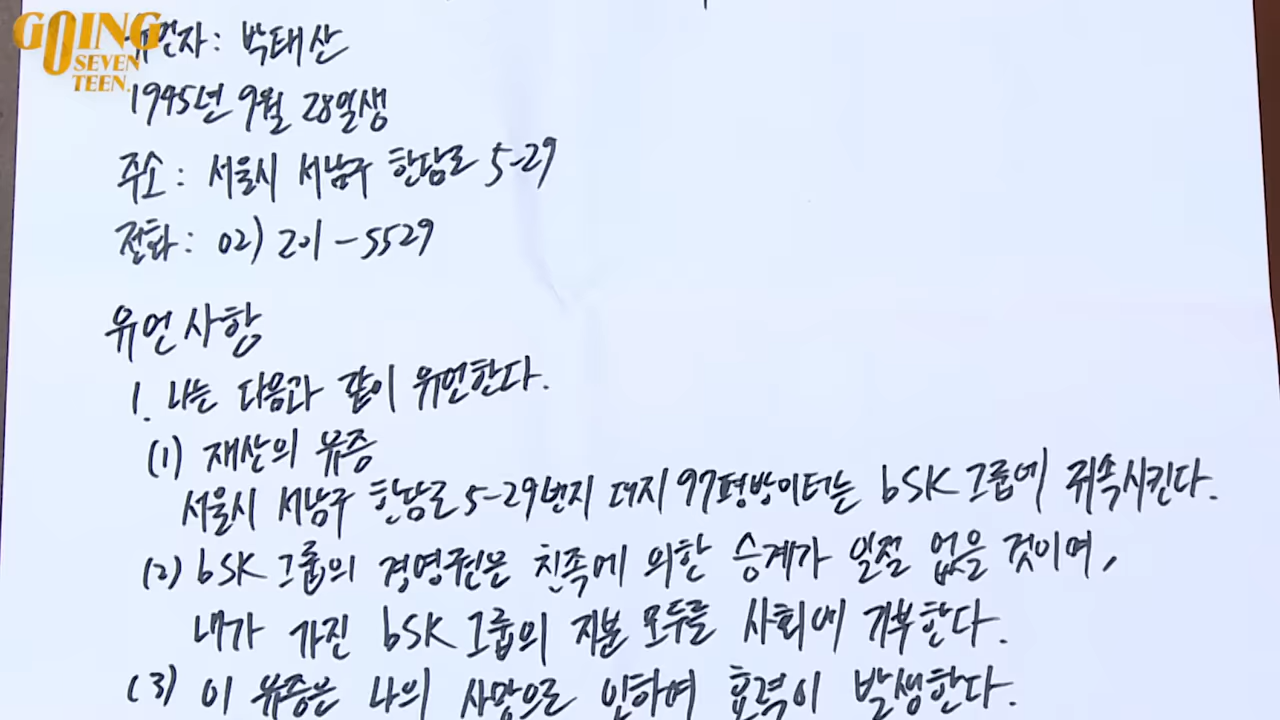 GOING
SEVEN
TEEN.
유언자: 박태산
1945년 9월 28일생
주소: 서울시 서남구 한담로 5-29
전화: 02) 201-5529
유언사항
1. 나는 다음과 같이 유언한다.
(1) 재산의 유증
서울시 서남구 한담로 5-29번지 대지 97평방미터는 bSK 그룹에 귀속시킨다.
(2) bSK 그룹의 경영권은 친족에 의한 승계가 일절 없을 것이며,
내가 가진 bSK 그룹의 지분 모두를 사회에 기부한다.
(3) 이 유증은 나의 사망으로 인하여 효력이 발생한다.